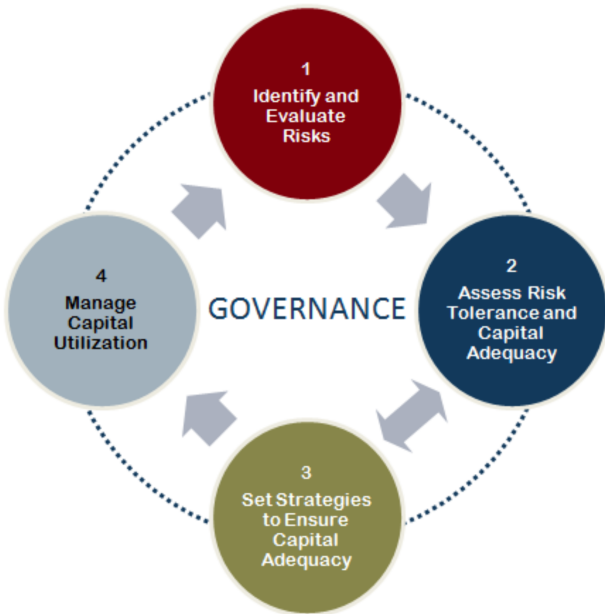 1
Identify and
Evaluate
Risks
2
Assess Risk
Tolerance and
Capital
Adequacy
3
Set Strategies
to Ensure
Capital
Adequacy
4
Manage
Capital
Utilization
GOVERNANCE